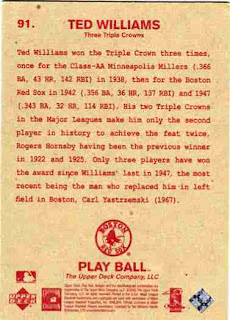 91.
TED WILLIAMS
Three Triple Crowns
Ted Williams won the Triple Crown three times,
once for the Class-AA Minneapolis Millers (.366
BA, 43 HR, 142 RBI) in 1938, then for the Boston
Red Sox in 1942 (.356 BA, 36 HR, 137 RBI) and 1947
(.343 BA, 32 HR, 114 RBI). His two Triple Crowns
in the Major Leagues make him only the second
player in history to achieve the feat twice,
Rogers Hornsby having been the previous winner
in 1922 and 1925. Only three players have won
the award since Williams' last in 1947, the most
recent being the man who replaced him in left
field in Boston, Carl Yastrzemski (1967).
BOSTON
RED SOX
PLAY BALL™
The Upper Deck Company, LLC
UPPER DECK